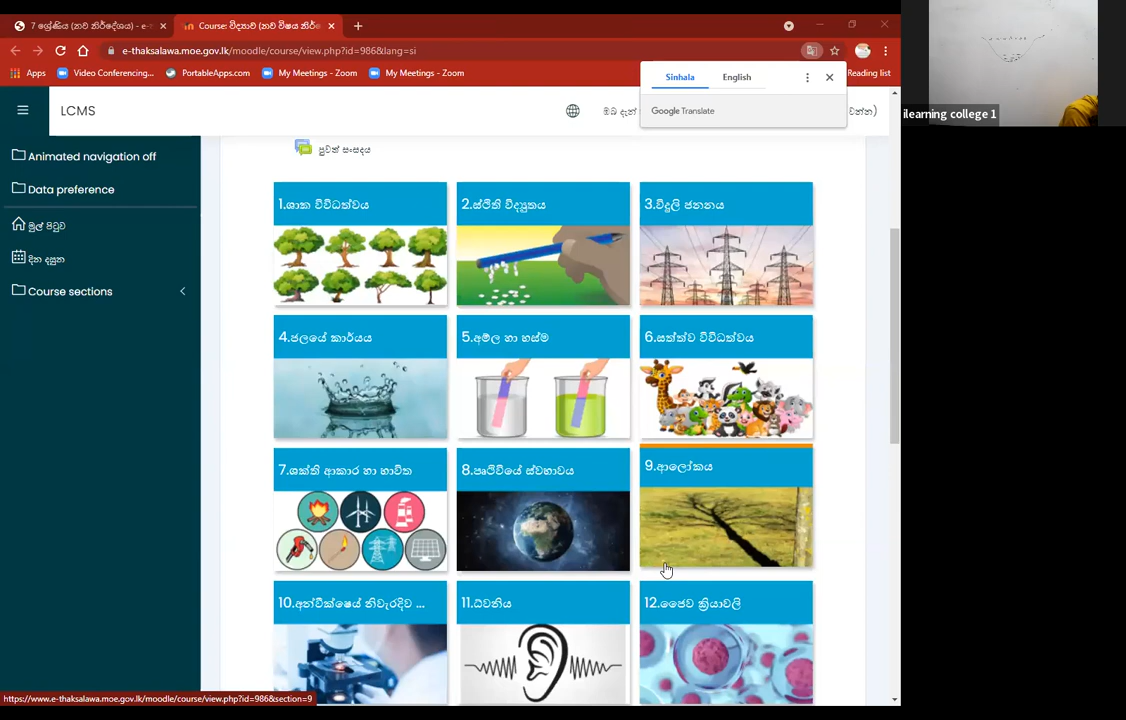 7 ශ්‍රේණිය (නව නිර්දේශය) - e-
Course: විද්‍යාව (නව විෂය නිර්
e-thaksalawa.moe.gov.lk/moodle/course/view.php?id=986&lang=si
Apps
Video Conferencing...
PortableApps.com
My Meetings - Zoom
My Meetings - Zoom
Reading list
Sinhala
English
Google Translate
LCMS
ඔබ දැන්
වන්න)
ilearning college 1
Animated navigation off
Data preference
මුල් පිටුව
දින දසුන
Course sections
පුවත් සංසදය
1.ශාක විවිධත්වය
2.ස්ථිති විද්‍යුතය
3.විදුලි ජනනය
4.ජලයේ කාර්යය
5.අම්ල හා භස්ම
6.සත්ත්ව විවිධත්වය
7.ශක්ති ආකාර හා භාවිත
8.පෘථිවියේ ස්වභාවය
9.ආලෝකය
10.අන්වීක්ෂයේ නිවැරදිව ...
11.ධ්වනිය
12.ජෛව ක්‍රියාවලි
https://www.e-thaksalawa.moe.gov.lk/moodle/course/view.php?id=986&section=9